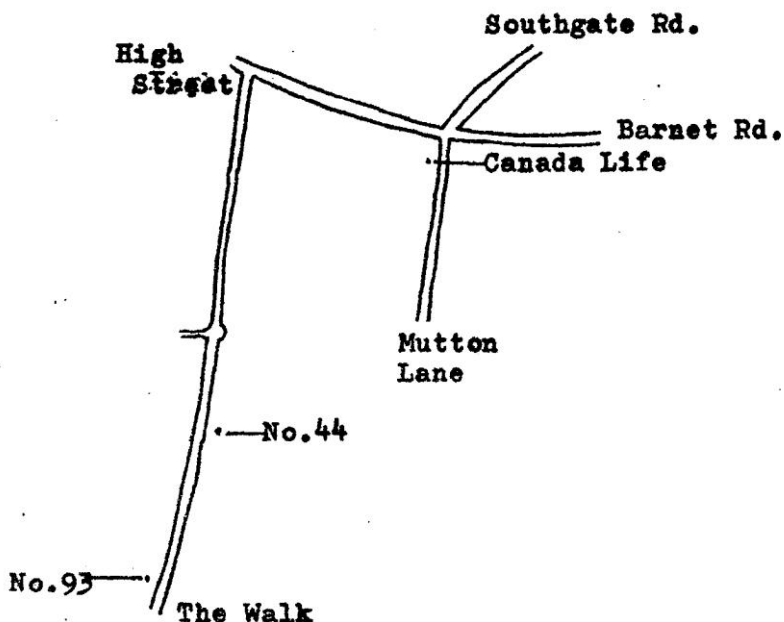 Southgate Rd.
High
Street
Barnet Rd.
Canada Life
Mutton
Lane
No.44
No.93
The Walk